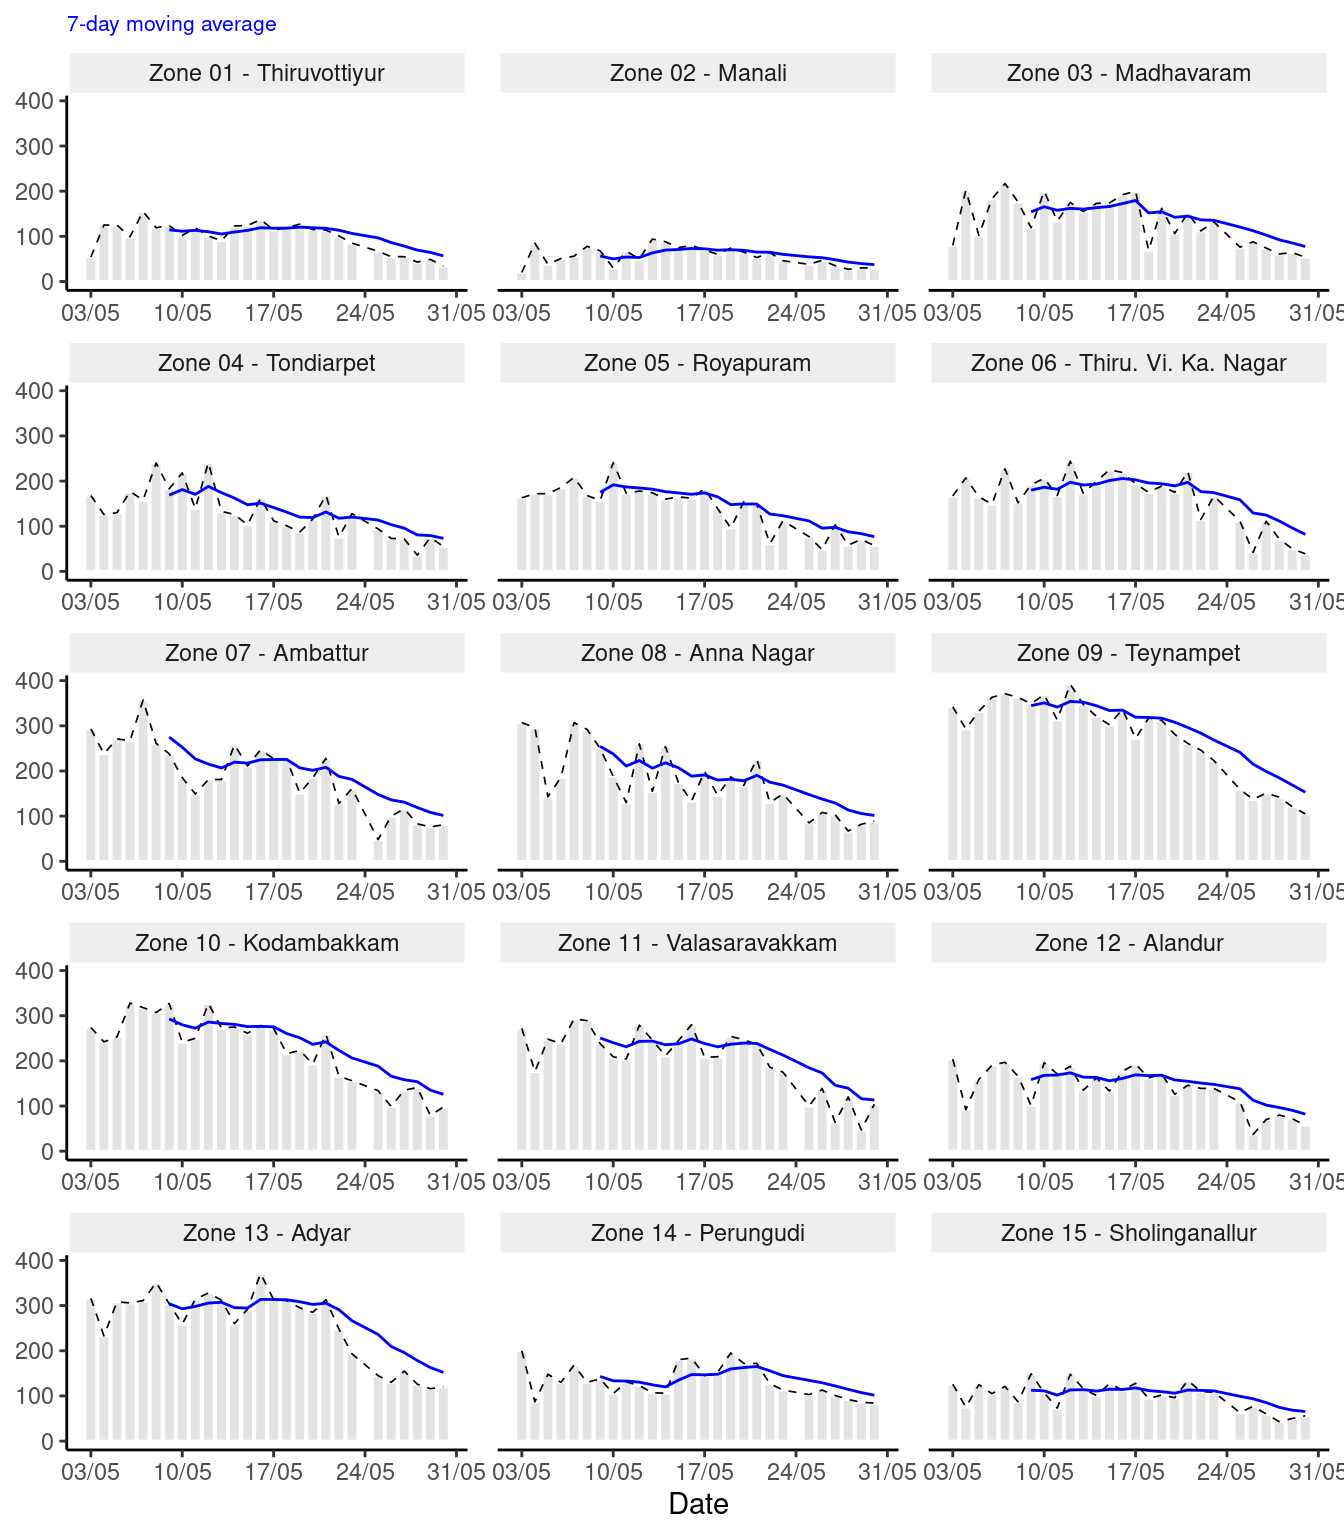 7-day moving average
Zone 01 - Thiruvottiyur
Zone 02 - Manali
Zone 03 - Madhavaram
400
300
200
100
0
03/05 10/05 17/05 24/05 31/05 03/05 10/05 17/05 24/05 31/05 03/05 10/05 17/05 24/05 31/05
Zone 04 - Tondiarpet
Zone 05 - Royapuram
Zone 06 - Thiru. Vi. Ka. Nagar
400
300
200
100
0
03/05 10/05 17/05 24/05 31/05 03/05 10/05 17/05 24/05 31/05 03/05 10/05 17/05 24/05 31/05
Zone 07 - Ambattur
Zone 08 - Anna Nagar
Zone 09 - Teynampet
400
300
200
100
0
03/05 10/05 17/05 24/05 31/05 03/05 10/05 17/05 24/05 31/05 03/05 10/05 17/05 24/05 31/05
Zone 10 - Kodambakkam
Zone 11 - Valasaravakkam
Zone 12 - Alandur
400
300
200
100
0
03/05 10/05 17/05 24/05 31/05 03/05 10/05 17/05 24/05 31/05 03/05 10/05 17/05 24/05 31/05
Zone 13 - Adyar
Zone 14 - Perungudi
Zone 15 - Sholinganallur
400
300
200
100
0
03/05 10/05 17/05 24/05 31/05 03/05 10/05 17/05 24/05 31/05 03/05 10/05 17/05 24/05 31/05
Date